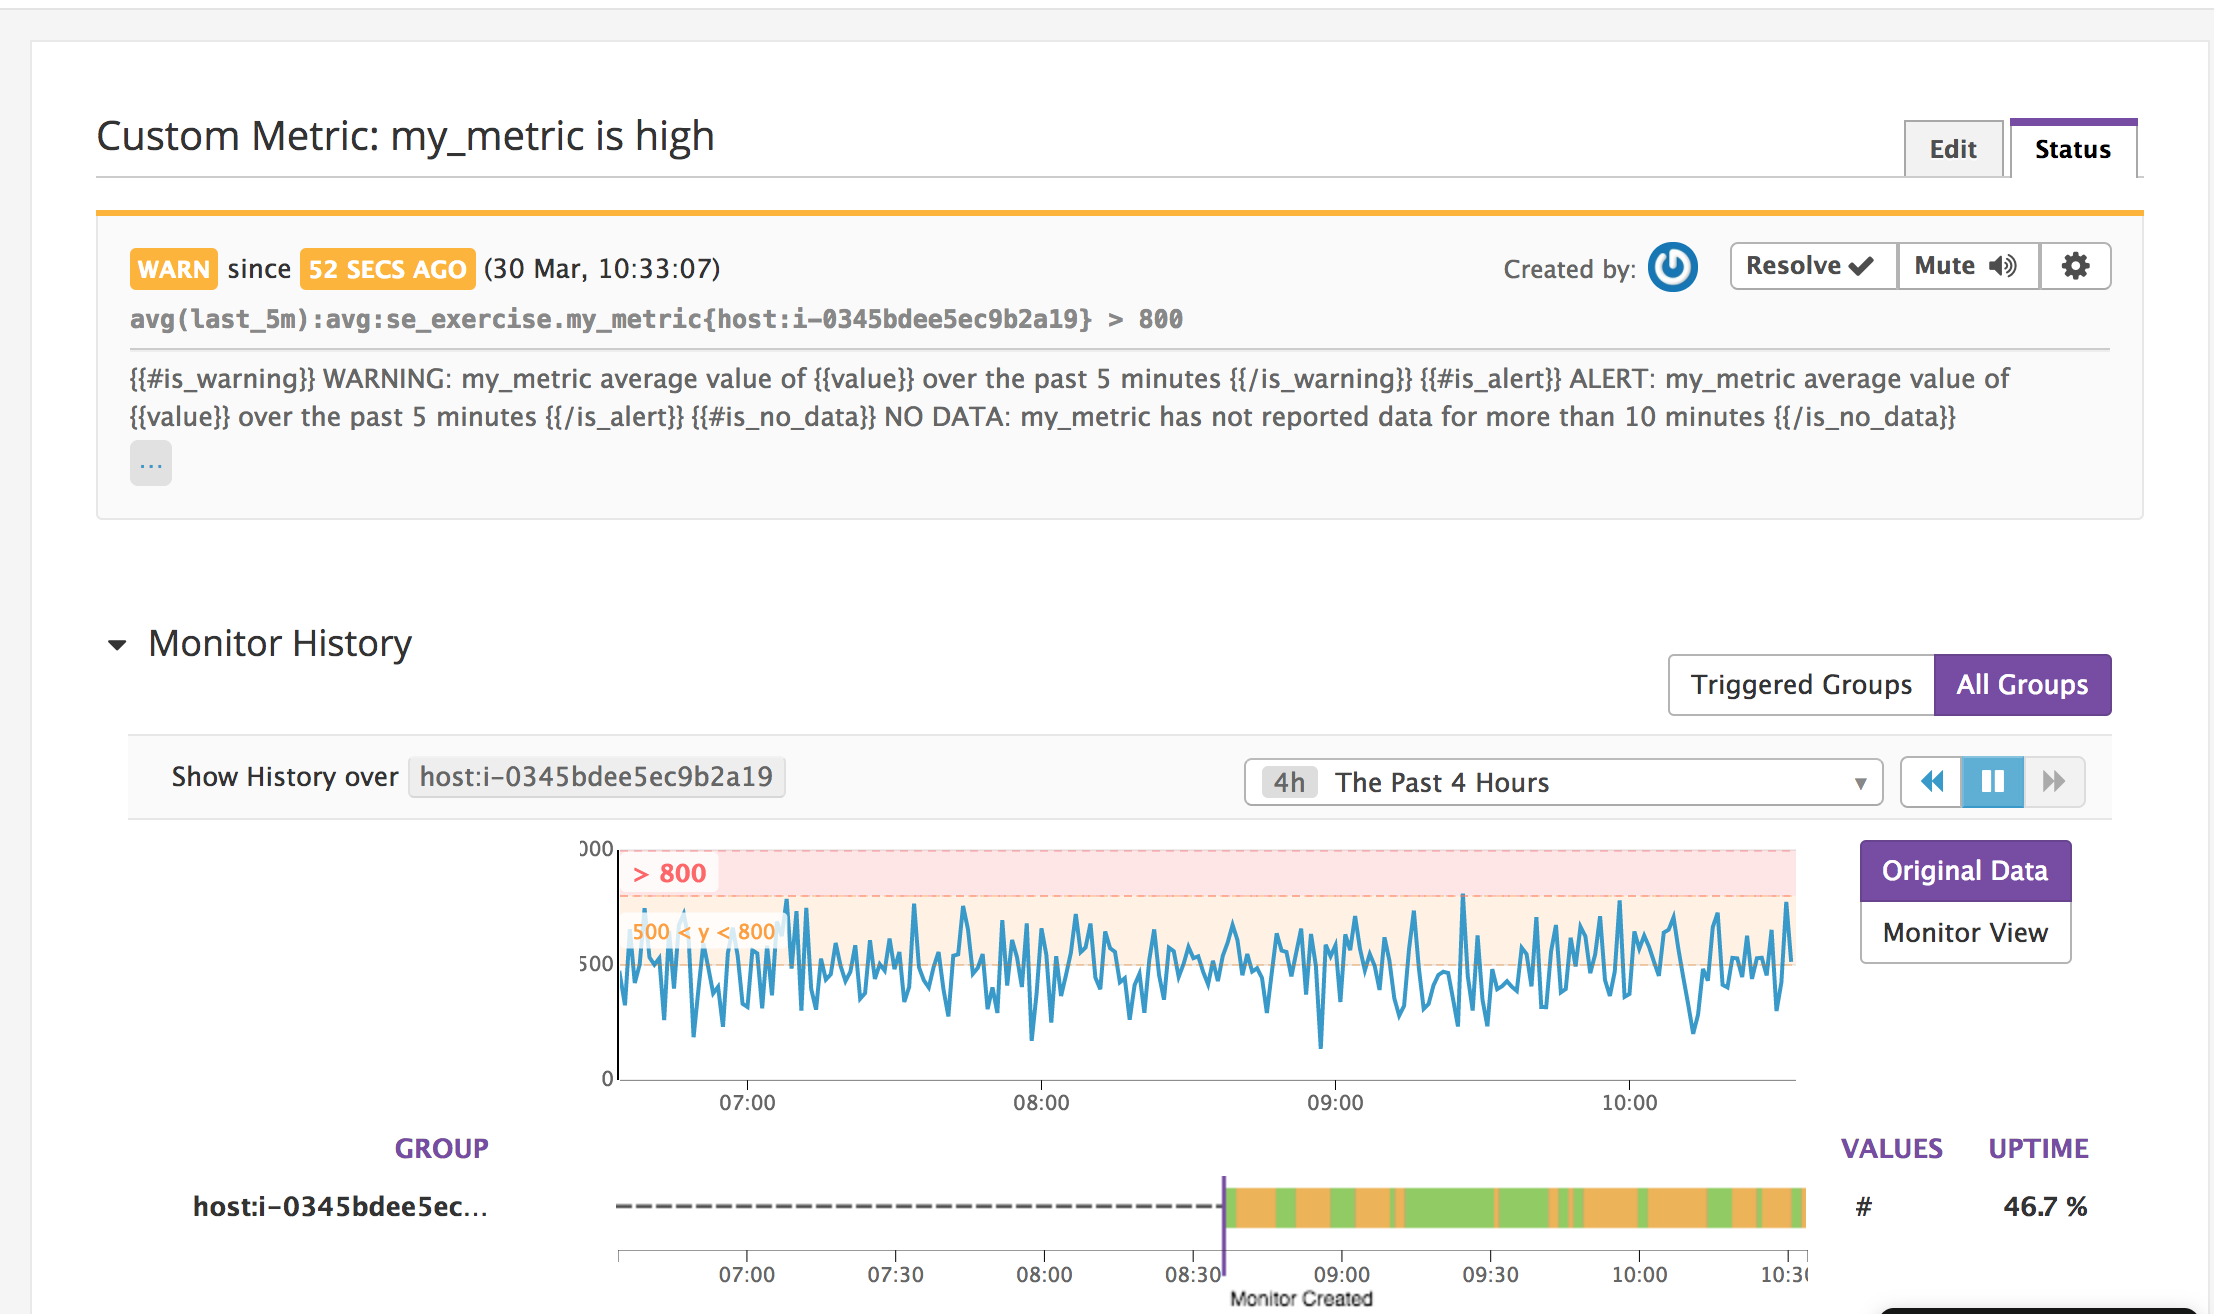 Custom Metric: my_metric is high
Edit
Status
WARN since 52 SECS AGO (30 Mar, 10:33:07)
Created by:
Resolve
Mute
avg(last_5m):avg:se_exercise.my_metric{host:i-0345bdee5ec9b2a19} > 800
{{#is_warning}} WARNING: my_metric average value of {{value}} over the past 5 minutes {{/is_warning}} {{#is_alert}} ALERT: my_metric average value of
{{value}} over the past 5 minutes {{/is_alert}} {{#is_no_data}} NO DATA: my_metric has not reported data for more than 10 minutes {{/is_no_data}}
...
Monitor History
Triggered Groups
All Groups
Show History over host:i-0345bdee5ec9b2a19
4h The Past 4 Hours
000
> 800
500 < y < 800
500
0
07:00 08:00 09:00 10:00
Original Data
Monitor View
GROUP
VALUES UPTIME
host:i-0345bdee5ec...
# 46.7 %
07:00 07:30 08:00 08:30 09:00 09:30 10:00 10:30
Monitor Created